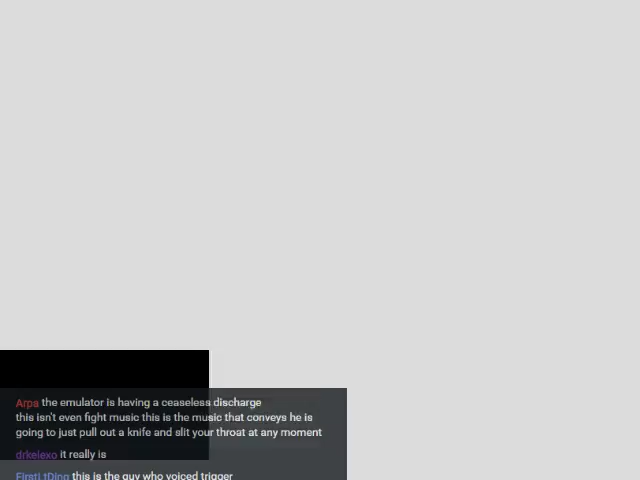 Arpa the emulator is having a ceaseless discharge
this isn't even fight music this is the music that conveys he is
going to just pull out a knife and slit your throat at any moment
drkelexo it really is
this is the guy who voiced trigger